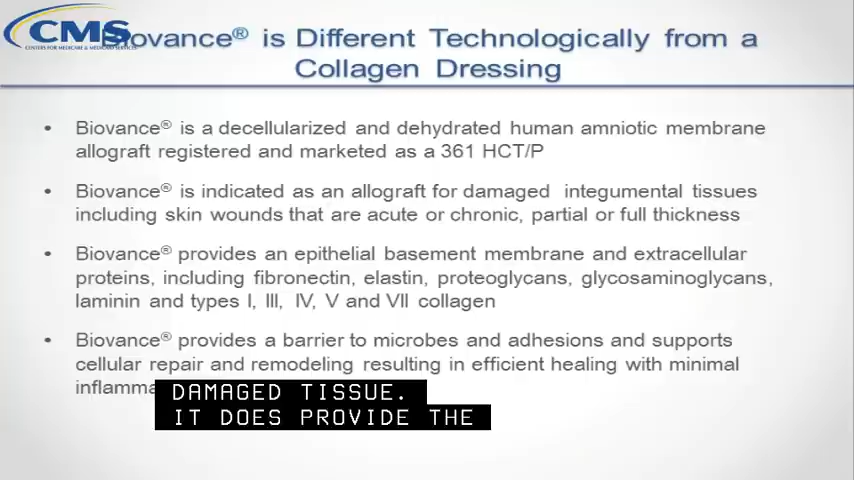 CMS
CENTERS FOR MEDICARE & MEDICAID SERVICES
Biovance® is Different Technologically from a
Collagen Dressing
• Biovance® is a decellularized and dehydrated human amniotic membrane
allograft registered and marketed as a 361 HCT/P
• Biovance® is indicated as an allograft for damaged integumental tissues
including skin wounds that are acute or chronic, partial or full thickness
• Biovance® provides an epithelial basement membrane and extracellular
proteins, including fibronectin, elastin, proteoglycans, glycosaminoglycans,
laminin and types I, III, IV, V and VII collagen
• Biovance® provides a barrier to microbes and adhesions and supports
cellular repair and remodeling resulting in efficient healing with minimal
DAMAGED TISSUE.
IT DOES PROVIDE THE